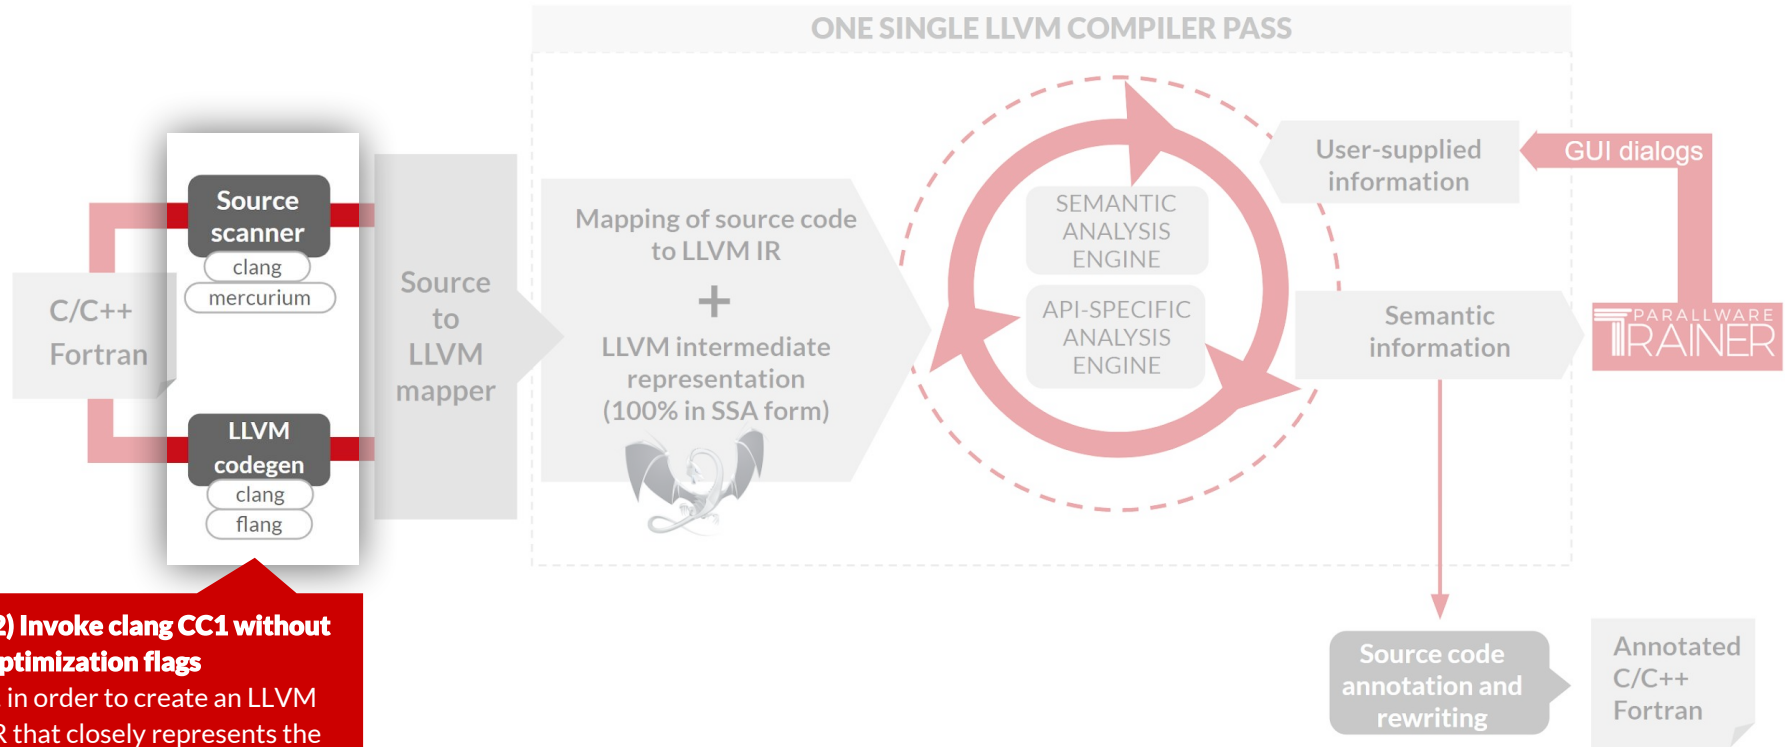 ONE SINGLE LLVM COMPILER PASS
Source
scanner
clang
mercurium
C/C++
Fortran
LLVM
codegen
clang
flang
Source
to
LLVM
mapper
Mapping of source code
to LLVM IR
+
LLVM intermediate
representation
(100% in SSA form)
SEMANTIC
ANALYSIS
ENGINE
API-SPECIFIC
ANALYSIS
ENGINE
User-supplied
information
GUI dialogs
Semantic
information
PARALLWARE
TRAINER
2) Invoke clang CC1 without
ptimization flags
in order to create an LLVM
R that closely represents the
Source code
annotation and
rewriting
Annotated
C/C++
Fortran